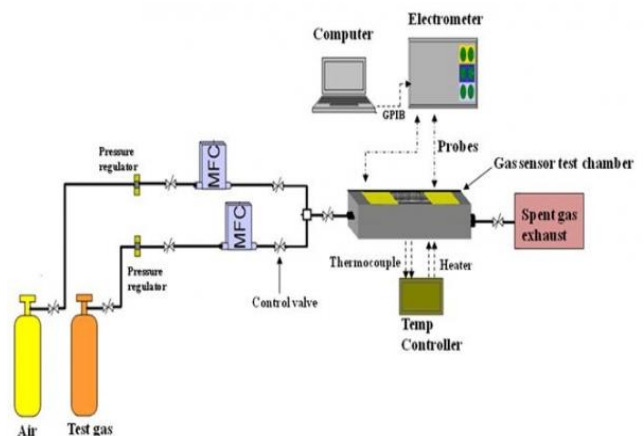 Electrometer
Computer
GPIB
Probes
Pressure
regulator
MFC
Gas sensor test chamber
MFC
Spent gas
exhaust
Pressure
regulator
Thermocouple
Heater
Control valve
Temp
Controller
Air
Test gas